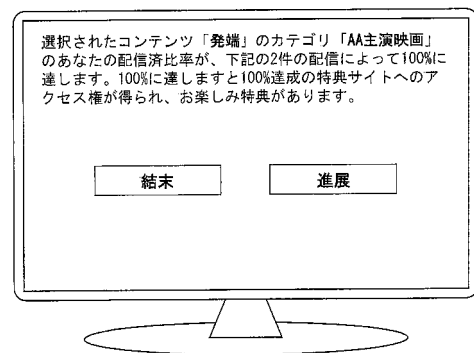 選択されたコンテンツ「発端」のカテゴリ「AA主演映画」
のあなたの配信済比率が、下記の2件の配信によって100%に
達します。100%に達しますと100%達成の特典サイトへのア
クセス権が得られ、お楽しみ特典があります。
結末
進展